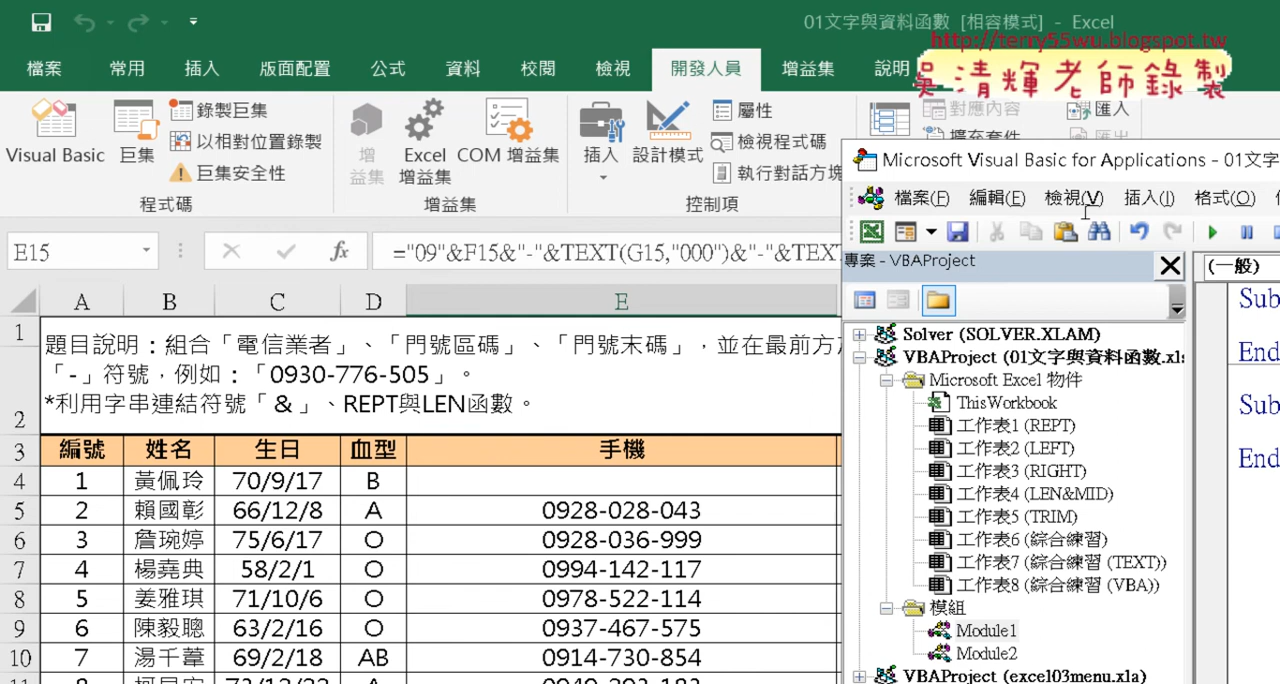 01文字與資料函數 [相容模式] - Excel
http://terry55wu.blogspot.tw
吳清輝老師錄製
檔案 常用 插入 版面配置 公式 資料 校閱 檢視 開發人員 增益集 說明
Visual Basic 巨集 錄製巨集 以相對位置錄製 巨集安全性
程式碼
增益集 Excel 增益集 COM 增益集
增益集
插入 設計模式 屬性 檢視程式碼 執行對話方塊
控制項
對應內容 匯入
擴充套件 匯出
E15 fx ="09"&F15&"-"&TEXT(G15,"000")&"-"&TEXT
A B C D E
1 題目說明：組合「電信業者」、「門號區碼」、「門號末碼」，並在最前方
「-」符號，例如：「0930-776-505」。
2 *利用字串連結符號「&」、REPT與LEN函數。
3 編號 姓名 生日 血型 手機
4 1 黃佩玲 70/9/17 B
5 2 賴國彰 66/12/8 A 0928-028-043
6 3 詹琬婷 75/6/17 O 0928-036-999
7 4 楊堯典 58/2/1 O 0994-142-117
8 5 姜雅琪 71/10/6 O 0978-522-114
9 6 陳毅聰 63/2/16 O 0937-467-575
10 7 湯千葦 69/2/18 AB 0914-730-854
Microsoft Visual Basic for Applications - 01文字
檔案(F) 編輯(E) 檢視(V) 插入(I) 格式(O)
專案 - VBAProject
Solver (SOLVER.XLAM)
VBAProject (01文字與資料函數.xls
Microsoft Excel 物件
ThisWorkbook
工作表1 (REPT)
工作表2 (LEFT)
工作表3 (RIGHT)
工作表4 (LEN&MID)
工作表5 (TRIM)
工作表6 (綜合練習)
工作表7 (綜合練習 (TEXT))
工作表8 (綜合練習 (VBA))
模組
Module1
Module2
VBAProject (excel03menu.xla)
(一般)
Sub
End
Sub
End